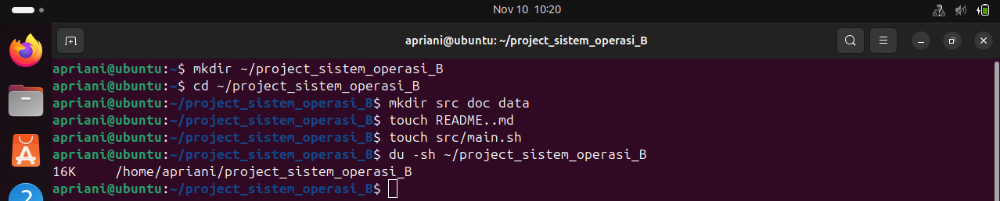 Nov 10 10:20
apriani@ubuntu: ~/project_sistem_operasi_B
apriani@ubuntu:~$ mkdir ~/project_sistem_operasi_B
apriani@ubuntu:~$ cd ~/project_sistem_operasi_B
apriani@ubuntu:~/project_sistem_operasi_B$ mkdir src doc data
apriani@ubuntu:~/project_sistem_operasi_B$ touch README..md
apriani@ubuntu:~/project_sistem_operasi_B$ touch src/main.sh
apriani@ubuntu:~/project_sistem_operasi_B$ du -sh ~/project_sistem_operasi_B
16K     /home/apriani/project_sistem_operasi_B
apriani@ubuntu:~/project_sistem_operasi_B$